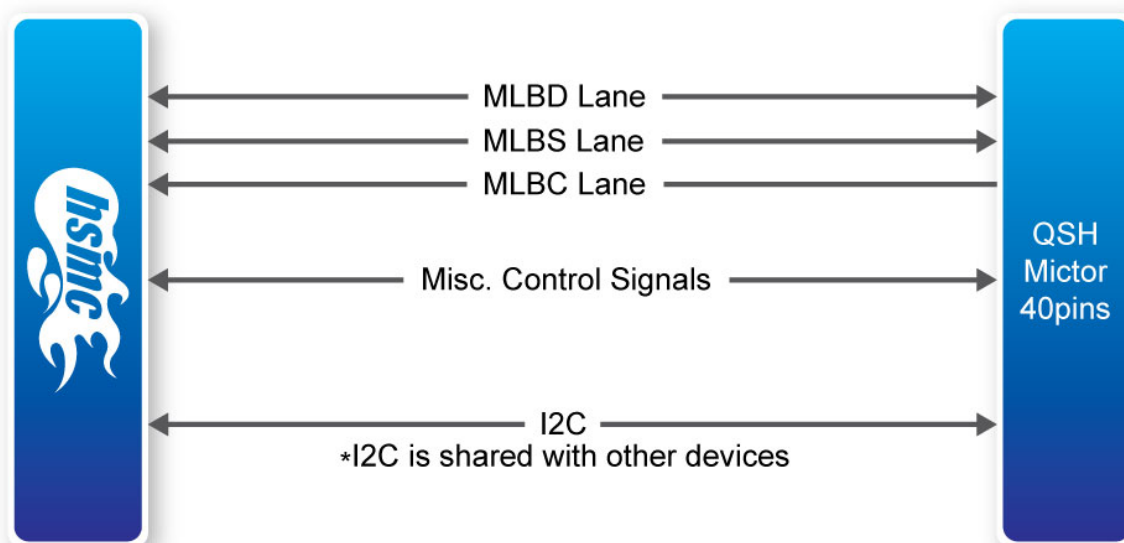 hsmc
MLBD Lane
MLBS Lane
MLBC Lane
Misc. Control Signals
I2C
*I2C is shared with other devices
QSH
Mictor
40pins